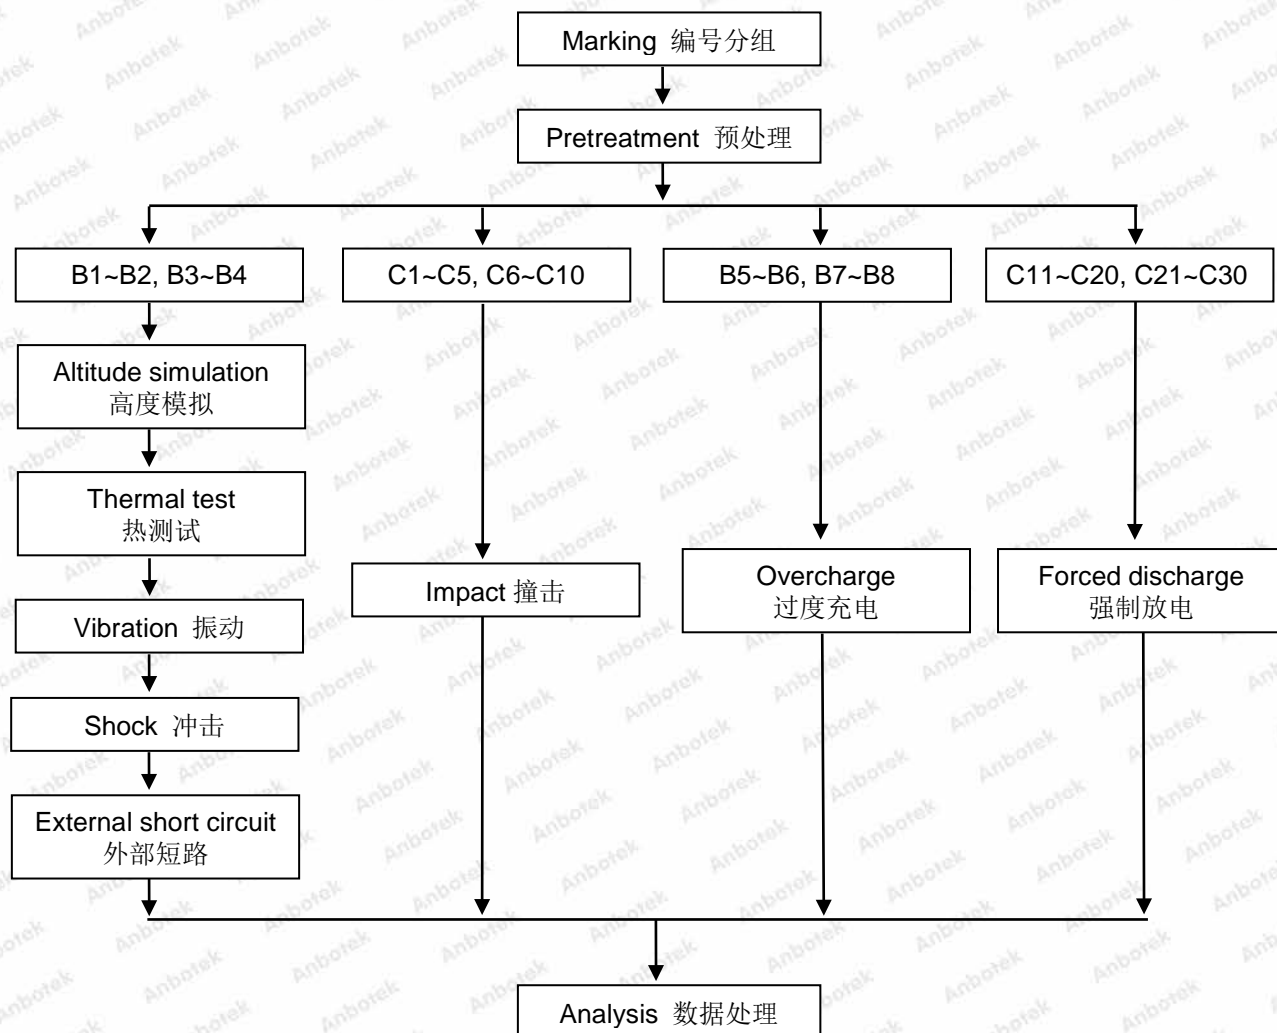 Marking 编号分组
Pretreatment 预处理
B1~B2, B3~B4
C1~C5, C6~C10
B5~B6, B7~B8
C11~C20, C21~C30
Altitude simulation
高度模拟
Thermal test
热测试
Vibration 振动
Shock 冲击
External short circuit
外部短路
Impact 撞击
Overcharge
过度充电
Forced discharge
强制放电
Analysis 数据处理
Anbotek